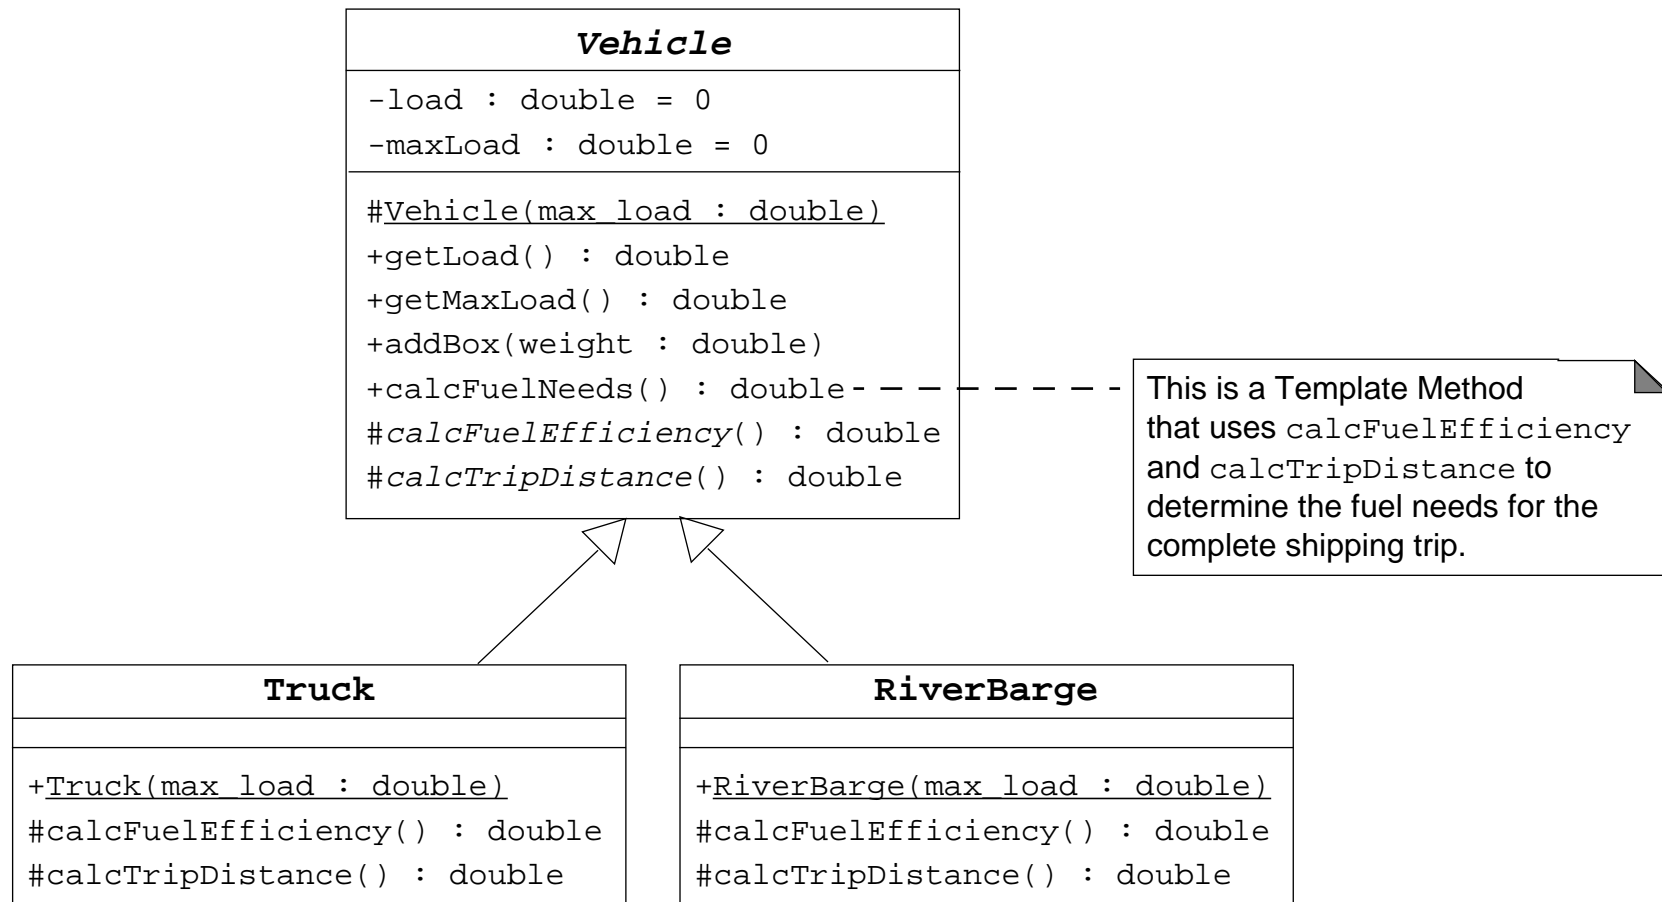 Vehicle
-load : double = 0
-maxLoad : double = 0
#Vehicle(max_load : double)
+getLoad() : double
+getMaxLoad() : double
+addBox(weight : double)
+calcFuelNeeds() : double
#calcFuelEfficiency() : double
#calcTripDistance() : double
This is a Template Method
that uses calcFuelEfficiency
and calcTripDistance to
determine the fuel needs for the
complete shipping trip.
Truck
+Truck(max_load : double)
#calcFuelEfficiency() : double
#calcTripDistance() : double
RiverBarge
+RiverBarge(max_load : double)
#calcFuelEfficiency() : double
#calcTripDistance() : double